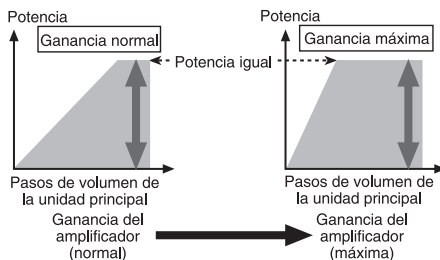 Potencia
Ganancia normal
Potencia igual
Pasos de volumen de
la unidad principal
Ganancia del
amplificador
(normal)
Potencia
Ganancia máxima
Pasos de volumen de
la unidad principal
Ganancia del
amplificador
(máxima)